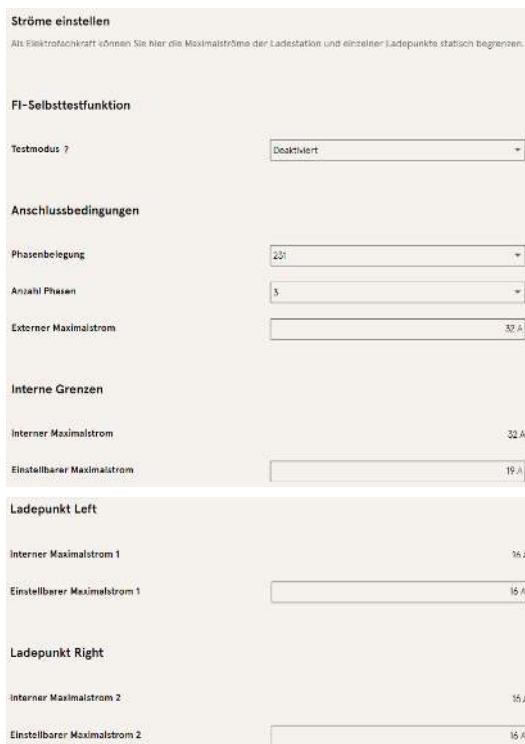 Ströme einstellen
Als Elektrofachkraft können Sie hier die Maximalströme der Ladestation und einzelner Ladepunkte statisch begrenzen.
FI-Selbsttestfunktion
Testmodus ? Deaktiviert
Anschlussbedingungen
Phasenbelegung 231
Anzahl Phasen 3
Externer Maximalstrom 32 A
Interne Grenzen
Interner Maximalstrom 32 A
Einstellbarer Maximalstrom 19 A
Ladepunkt Left
Interner Maximalstrom 1 16 A
Einstellbarer Maximalstrom 1 16 A
Ladepunkt Right
Interner Maximalstrom 2 16 A
Einstellbarer Maximalstrom 2 16 A